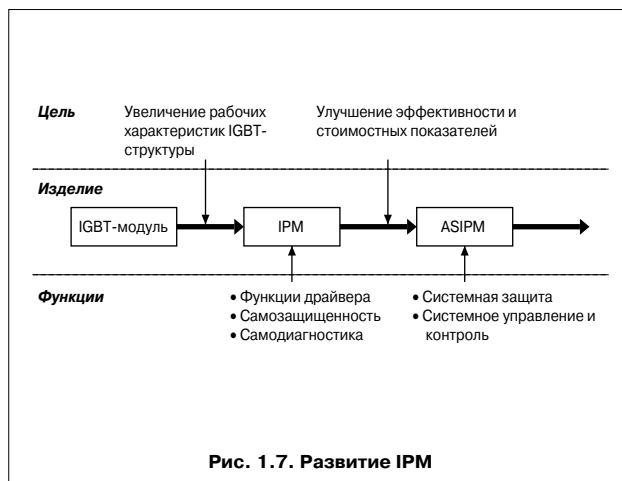 Цель
Увеличение рабочих
характеристик IGBT-
структуры
Улучшение эффективности и
стоимостных показателей
Изделие
IGBT-модуль
IPM
ASIPM
Функции
• Функции драйвера
• Самозащищенность
• Самодиагностика
• Системная защита
• Системное управление и
контроль
Рис. 1.7. Развитие IPM